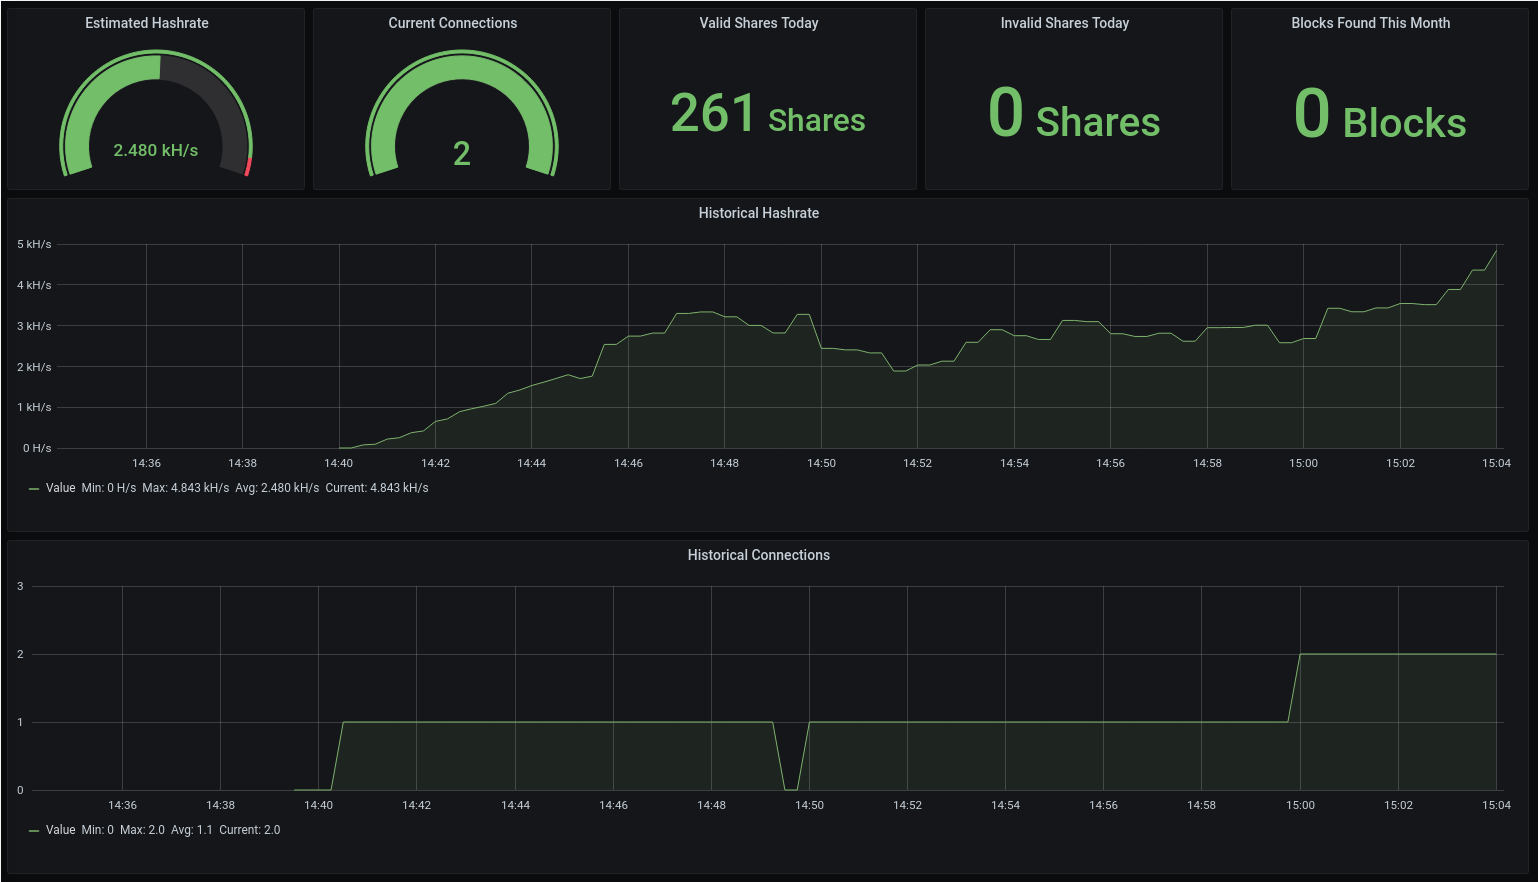 Estimated Hashrate
2.480 kH/s
Current Connections
2
Valid Shares Today
261 Shares
Invalid Shares Today
0 Shares
Blocks Found This Month
0 Blocks
Historical Hashrate
5 kH/s
4 kH/s
3 kH/s
2 kH/s
1 kH/s
0 H/s
14:36 14:38 14:40 14:42 14:44 14:46 14:48 14:50 14:52 14:54 14:56 14:58 15:00 15:02 15:04
Value Min: 0 H/s Max: 4.843 kH/s Avg: 2.480 kH/s Current: 4.843 kH/s
Historical Connections
3
2
1
0
14:36 14:38 14:40 14:42 14:44 14:46 14:48 14:50 14:52 14:54 14:56 14:58 15:00 15:02 15:04
Value Min: 0 Max: 2.0 Avg: 1.1 Current: 2.0